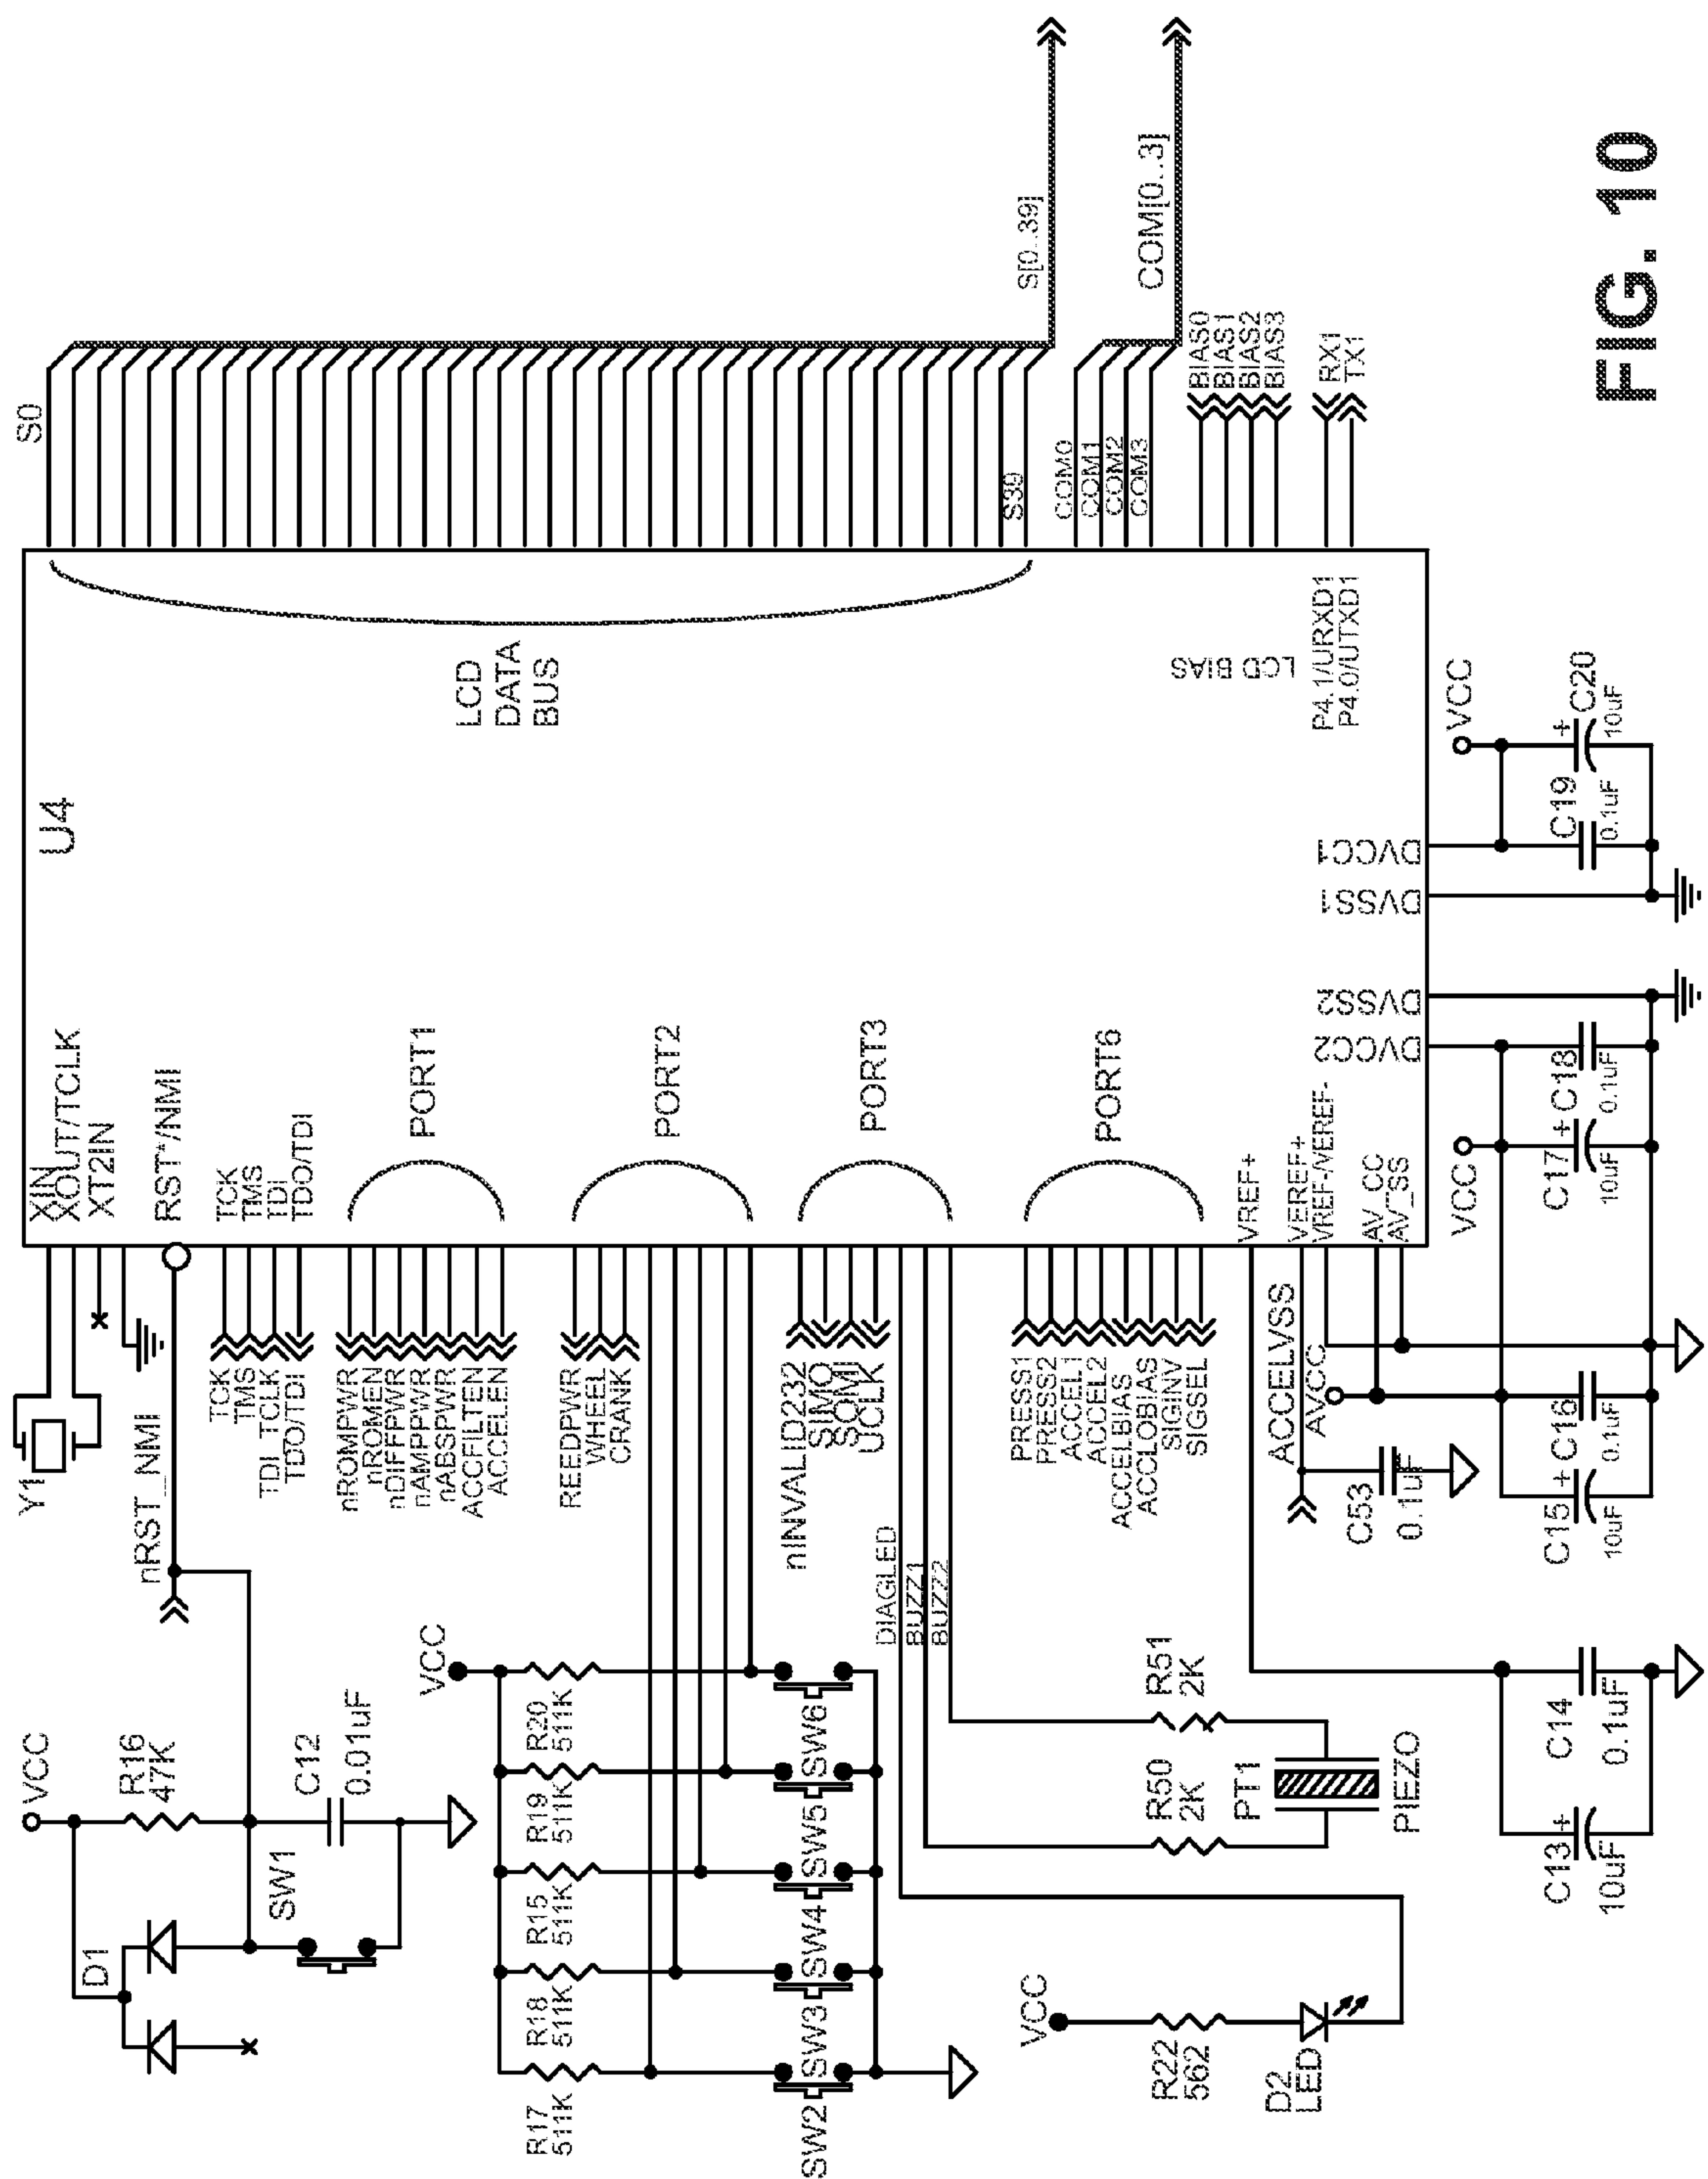 U4
XIN
XOUT/TCLK
XT2IN
RST*/NMI
TCK
TMS
TDI
TDO/TDI
PORT1
PORT2
PORT3
PORT6
VREF+
VEREF+
VREF-/VEREF-
AV_CC
AV_SS
DVCC2
DVSS2
DVSS1
DVCC1
LCD
DATA
BUS
LCD BIAS
P4.1/URXD1
P4.0/UTXD1
S0
S39
S[0..39]
COM0
COM1
COM2
COM3
COM[0..3]
BIAS0
BIAS1
BIAS2
BIAS3
RX1
TX1
Y1
nRST_NMI
TCK
TMS
TDI_TCLK
TDO/TDI
nROMPWR
nROMEN
nDIFFPWR
nAMPPWR
nABSPWR
ACCFILTEN
ACCELEN
REEDPWR
WHEEL
CRANK
nINVALID232
SIMO
SOMI
UCLK
DIAGLED
BUZZ1
BUZZ2
PRESS1
PRESS2
ACCEL1
ACCEL2
ACCELBIAS
ACCLOBIAS
SIGINV
SIGSEL
ACCELVSS
AVCC
VCC
R16
47K
D1
SW1
C12
0.01uF
VCC
R17
511K
R18
511K
R15
511K
R19
511K
R20
511K
SW2
SW3
SW4
SW5
SW6
VCC
R22
562
D2
LED
R50
2K
R51
2K
PT1
PIEZO
C13 +
10uF
C14
0.1uF
C53
0.1uF
C15 +
10uF
C16
0.1uF
VCC
C17 +
10uF
C18
0.1uF
VCC
C19
0.1uF
+ C20
10uF
FIG. 10